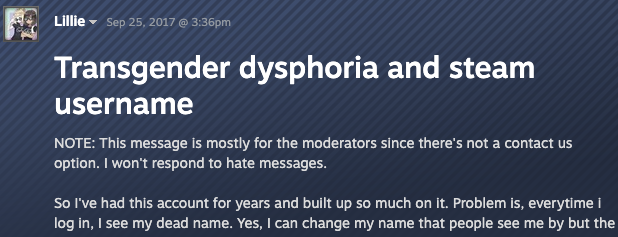 Lillie Sep 25, 2017 @ 3:36pm
Transgender dysphoria and steam
username
NOTE: This message is mostly for the moderators since there's not a contact us
option. I won't respond to hate messages.
So I've had this account for years and built up so much on it. Problem is, everytime i
log in, I see my dead name. Yes, I can change my name that people see me by but the